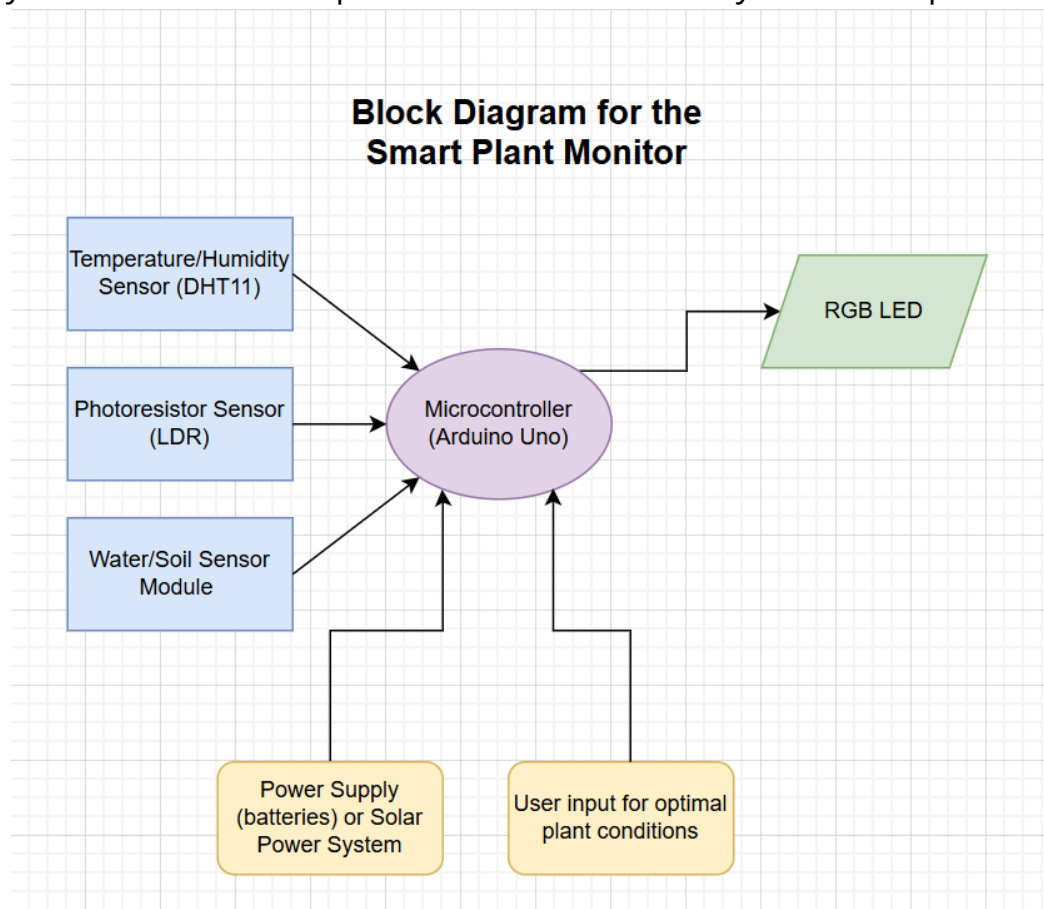 Block Diagram for the
Smart Plant Monitor
Temperature/Humidity
Sensor (DHT11)
RGB LED
Photoresistor Sensor
(LDR)
Microcontroller
(Arduino Uno)
Water/Soil Sensor
Module
Power Supply
(batteries) or Solar
Power System
User input for optimal
plant conditions